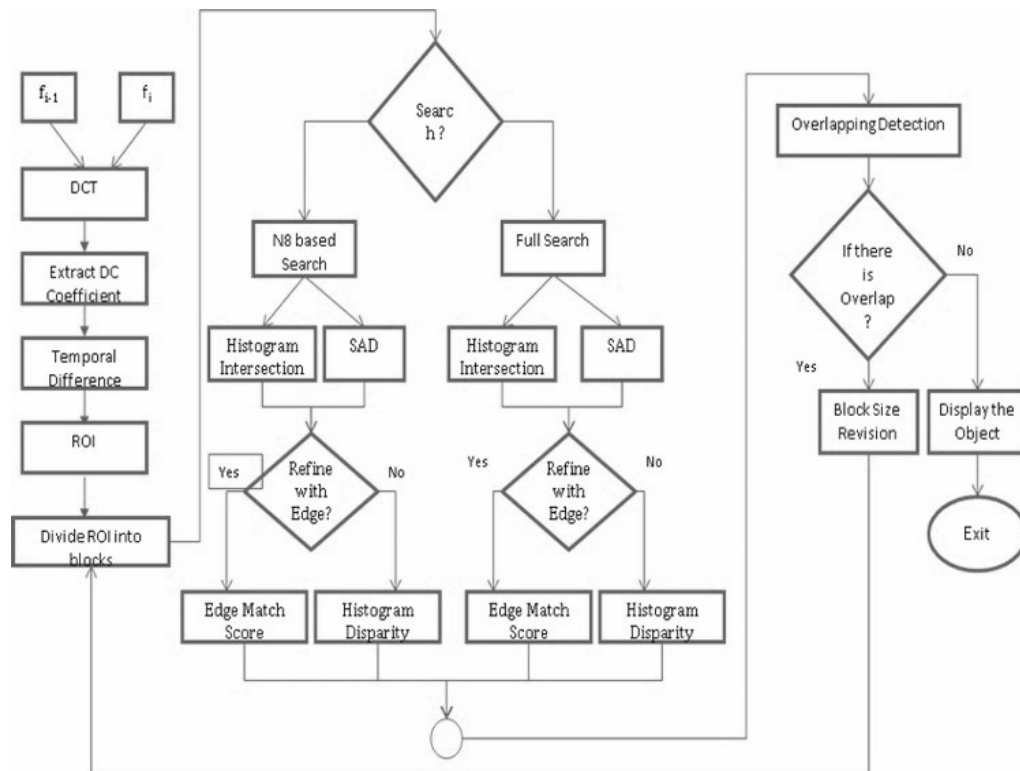 f i-1
f i
DCT
Extract DC
Coefficient
Temporal
Difference
ROI
Divide ROI into
blocks
Searc
h ?
N8 based
Search
Full Search
Histogram
Intersection
SAD
Histogram
Intersection
SAD
Yes
Refine
with
Edge?
No
Yes
Refine
with
Edge?
No
Edge Match
Score
Histogram
Disparity
Edge Match
Score
Histogram
Disparity
Overlapping Detection
If there
is
Overlap
?
No
Yes
Block Size
Revision
Display the
Object
Exit